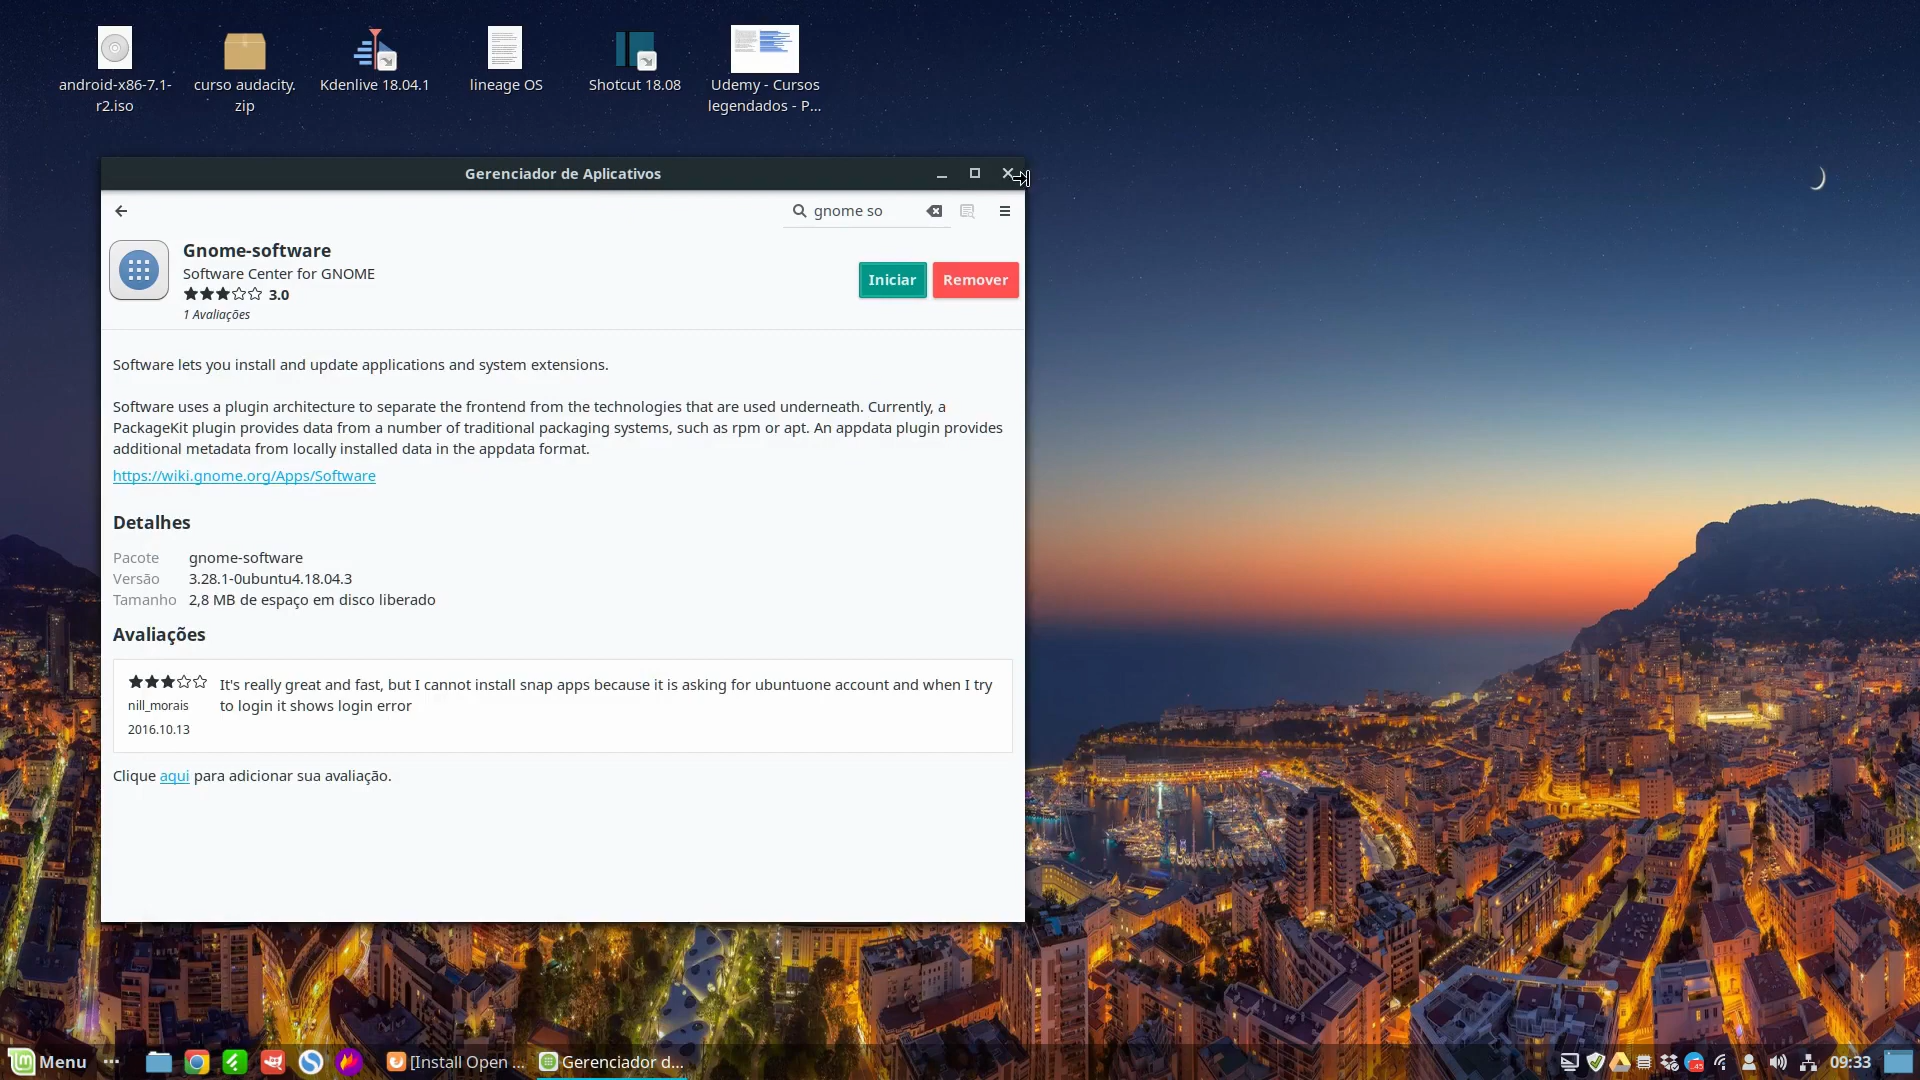 android-x86-7.1-
r2.iso
curso audacity.
zip
Kdenlive 18.04.1
lineage OS
Shotcut 18.08
Udemy - Cursos
legendados - P...
Gerenciador de Aplicativos
gnome so
Gnome-software
Software Center for GNOME
3.0
1 Avaliações
Iniciar
Remover
Software lets you install and update applications and system extensions.
Software uses a plugin architecture to separate the frontend from the technologies that are used underneath. Currently, a
PackageKit plugin provides data from a number of traditional packaging systems, such as rpm or apt. An appdata plugin provides
additional metadata from locally installed data in the appdata format.
https://wiki.gnome.org/Apps/Software
Detalhes
Pacote gnome-software
Versão 3.28.1-0ubuntu4.18.04.3
Tamanho 2,8 MB de espaço em disco liberado
Avaliações
It's really great and fast, but I cannot install snap apps because it is asking for ubuntuone account and when I try
to login it shows login error
nill_morais
2016.10.13
Clique aqui para adicionar sua avaliação.
Menu
[Install Open ...
Gerenciador d...
09:33